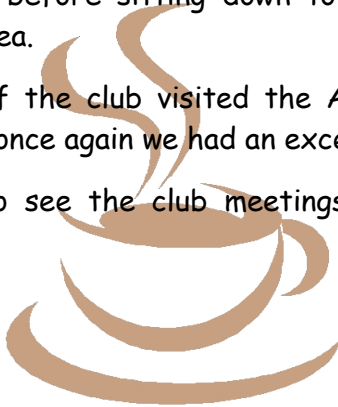 before sitting down to
ea.
f the club visited the A
once again we had an exce
o see the club meetings